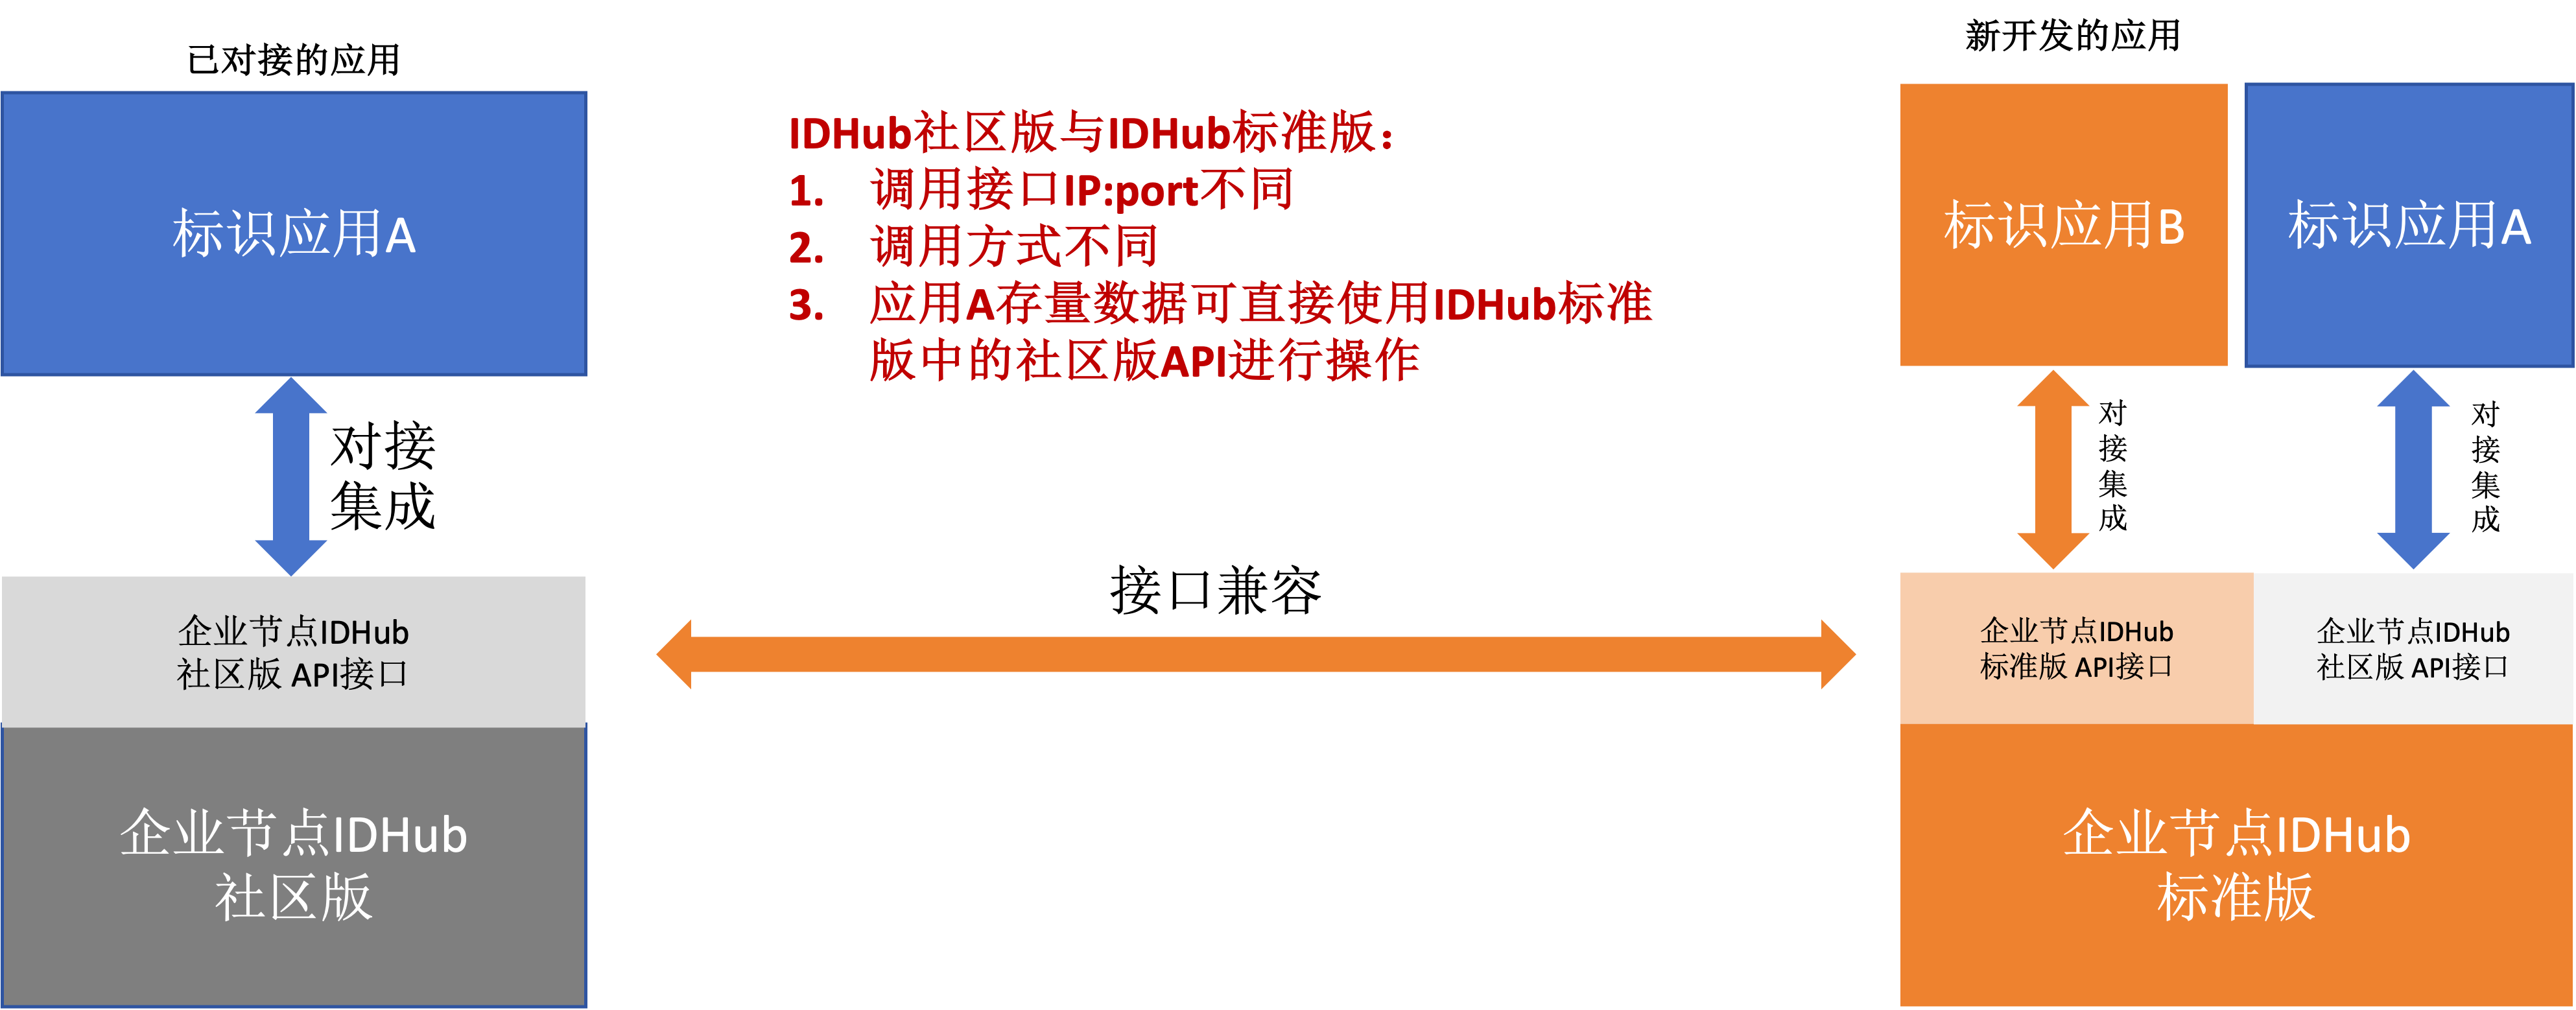 已对接的应用
标识应用A
对接
集成
企业节点IDHub
社区版 API接口
企业节点IDHub
社区版
IDHub社区版与IDHub标准版：
1. 调用接口IP:port不同
2. 调用方式不同
3. 应用A存量数据可直接使用IDHub标准
版中的社区版API进行操作
接口兼容
新开发的应用
标识应用B
标识应用A
对
接
集
成
对
接
集
成
企业节点IDHub
标准版 API接口
企业节点IDHub
社区版 API接口
企业节点IDHub
标准版